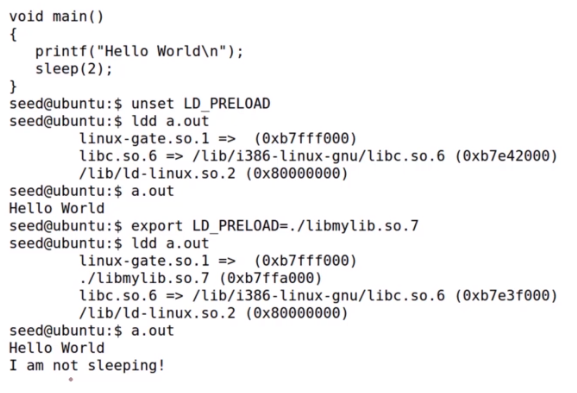 void main()
{
   printf("Hello World\n");
   sleep(2);
}
seed@ubuntu:$ unset LD_PRELOAD
seed@ubuntu:$ ldd a.out
        linux-gate.so.1 =>  (0xb7fff000)
        libc.so.6 => /lib/i386-linux-gnu/libc.so.6 (0xb7e42000)
        /lib/ld-linux.so.2 (0x80000000)
seed@ubuntu:$ a.out
Hello World
seed@ubuntu:$ export LD_PRELOAD=./libmylib.so.7
seed@ubuntu:$ ldd a.out
        linux-gate.so.1 =>  (0xb7fff000)
        ./libmylib.so.7 (0xb7ffa000)
        libc.so.6 => /lib/i386-linux-gnu/libc.so.6 (0xb7e3f000)
        /lib/ld-linux.so.2 (0x80000000)
seed@ubuntu:$ a.out
Hello World
I am not sleeping!